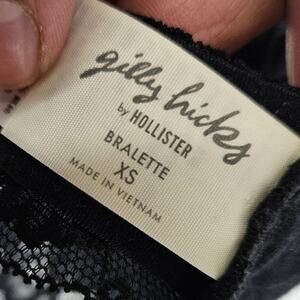 gilly hicks
by HOLLISTER
BRALETTE
XS
MADE IN VIETNAM